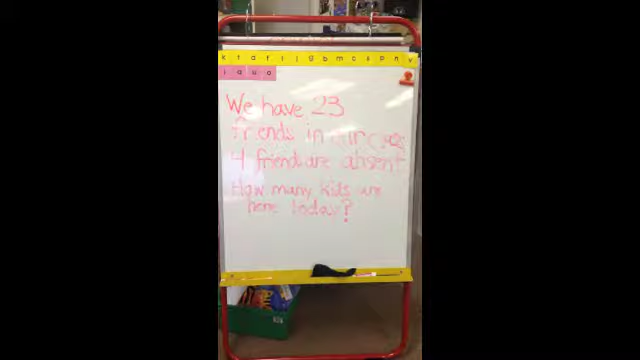 k t a f i j g b m c s p n v
i a u o
We have 23
friends in our class
4 friends are absent
How many kids are
here today?